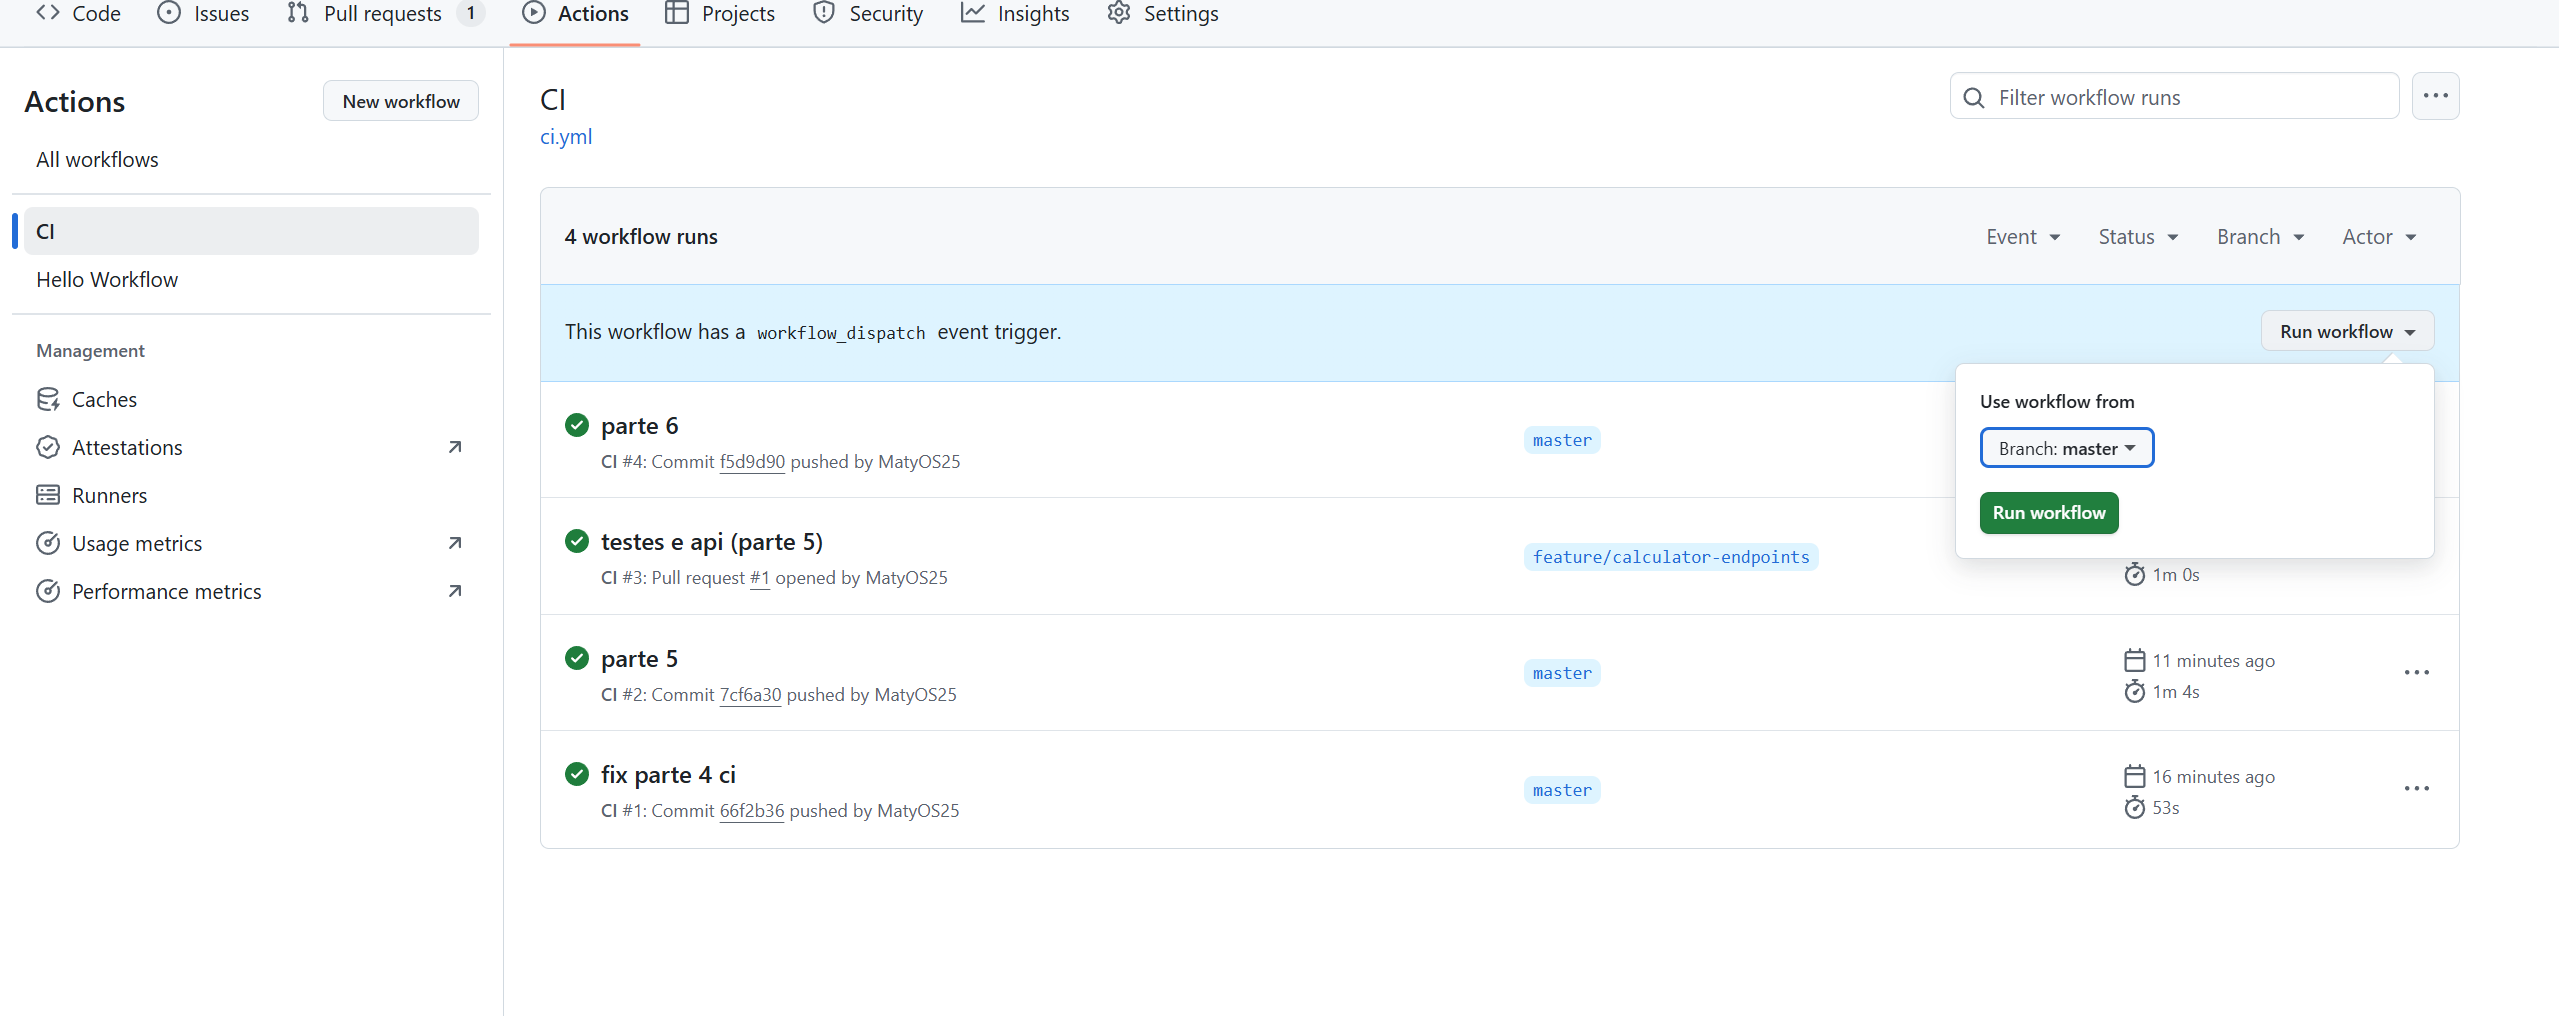 Code
Issues
Pull requests 1
Actions
Projects
Security
Insights
Settings
Actions
New workflow
All workflows
CI
Hello Workflow
Management
Caches
Attestations
Runners
Usage metrics
Performance metrics
CI
ci.yml
Filter workflow runs
4 workflow runs
Event
Status
Branch
Actor
This workflow has a workflow_dispatch event trigger.
Run workflow
Use workflow from
Branch: master
Run workflow
parte 6
CI #4: Commit f5d9d90 pushed by MatyOS25
master
testes e api (parte 5)
CI #3: Pull request #1 opened by MatyOS25
feature/calculator-endpoints
1m 0s
parte 5
CI #2: Commit 7cf6a30 pushed by MatyOS25
master
11 minutes ago
1m 4s
fix parte 4 ci
CI #1: Commit 66f2b36 pushed by MatyOS25
master
16 minutes ago
53s